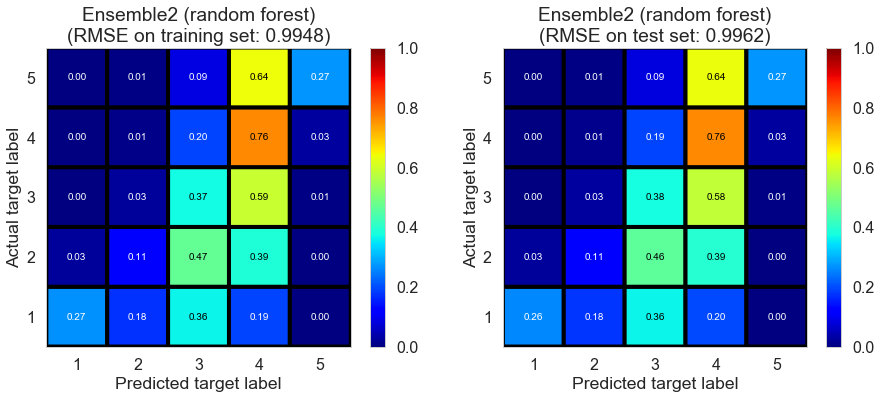 Ensemble2 (random forest)
(RMSE on training set: 0.9948)
Actual target label
5
0.00 0.01 0.09 0.64 0.27
4
0.00 0.01 0.20 0.76 0.03
3
0.00 0.03 0.37 0.59 0.01
2
0.03 0.11 0.47 0.39 0.00
1
0.27 0.18 0.36 0.19 0.00
1 2 3 4 5
Predicted target label
1.0
0.8
0.6
0.4
0.2
0.0
Ensemble2 (random forest)
(RMSE on test set: 0.9962)
Actual target label
5
0.00 0.01 0.09 0.64 0.27
4
0.00 0.01 0.19 0.76 0.03
3
0.00 0.03 0.38 0.58 0.01
2
0.03 0.11 0.46 0.39 0.00
1
0.26 0.18 0.36 0.20 0.00
1 2 3 4 5
Predicted target label
1.0
0.8
0.6
0.4
0.2
0.0